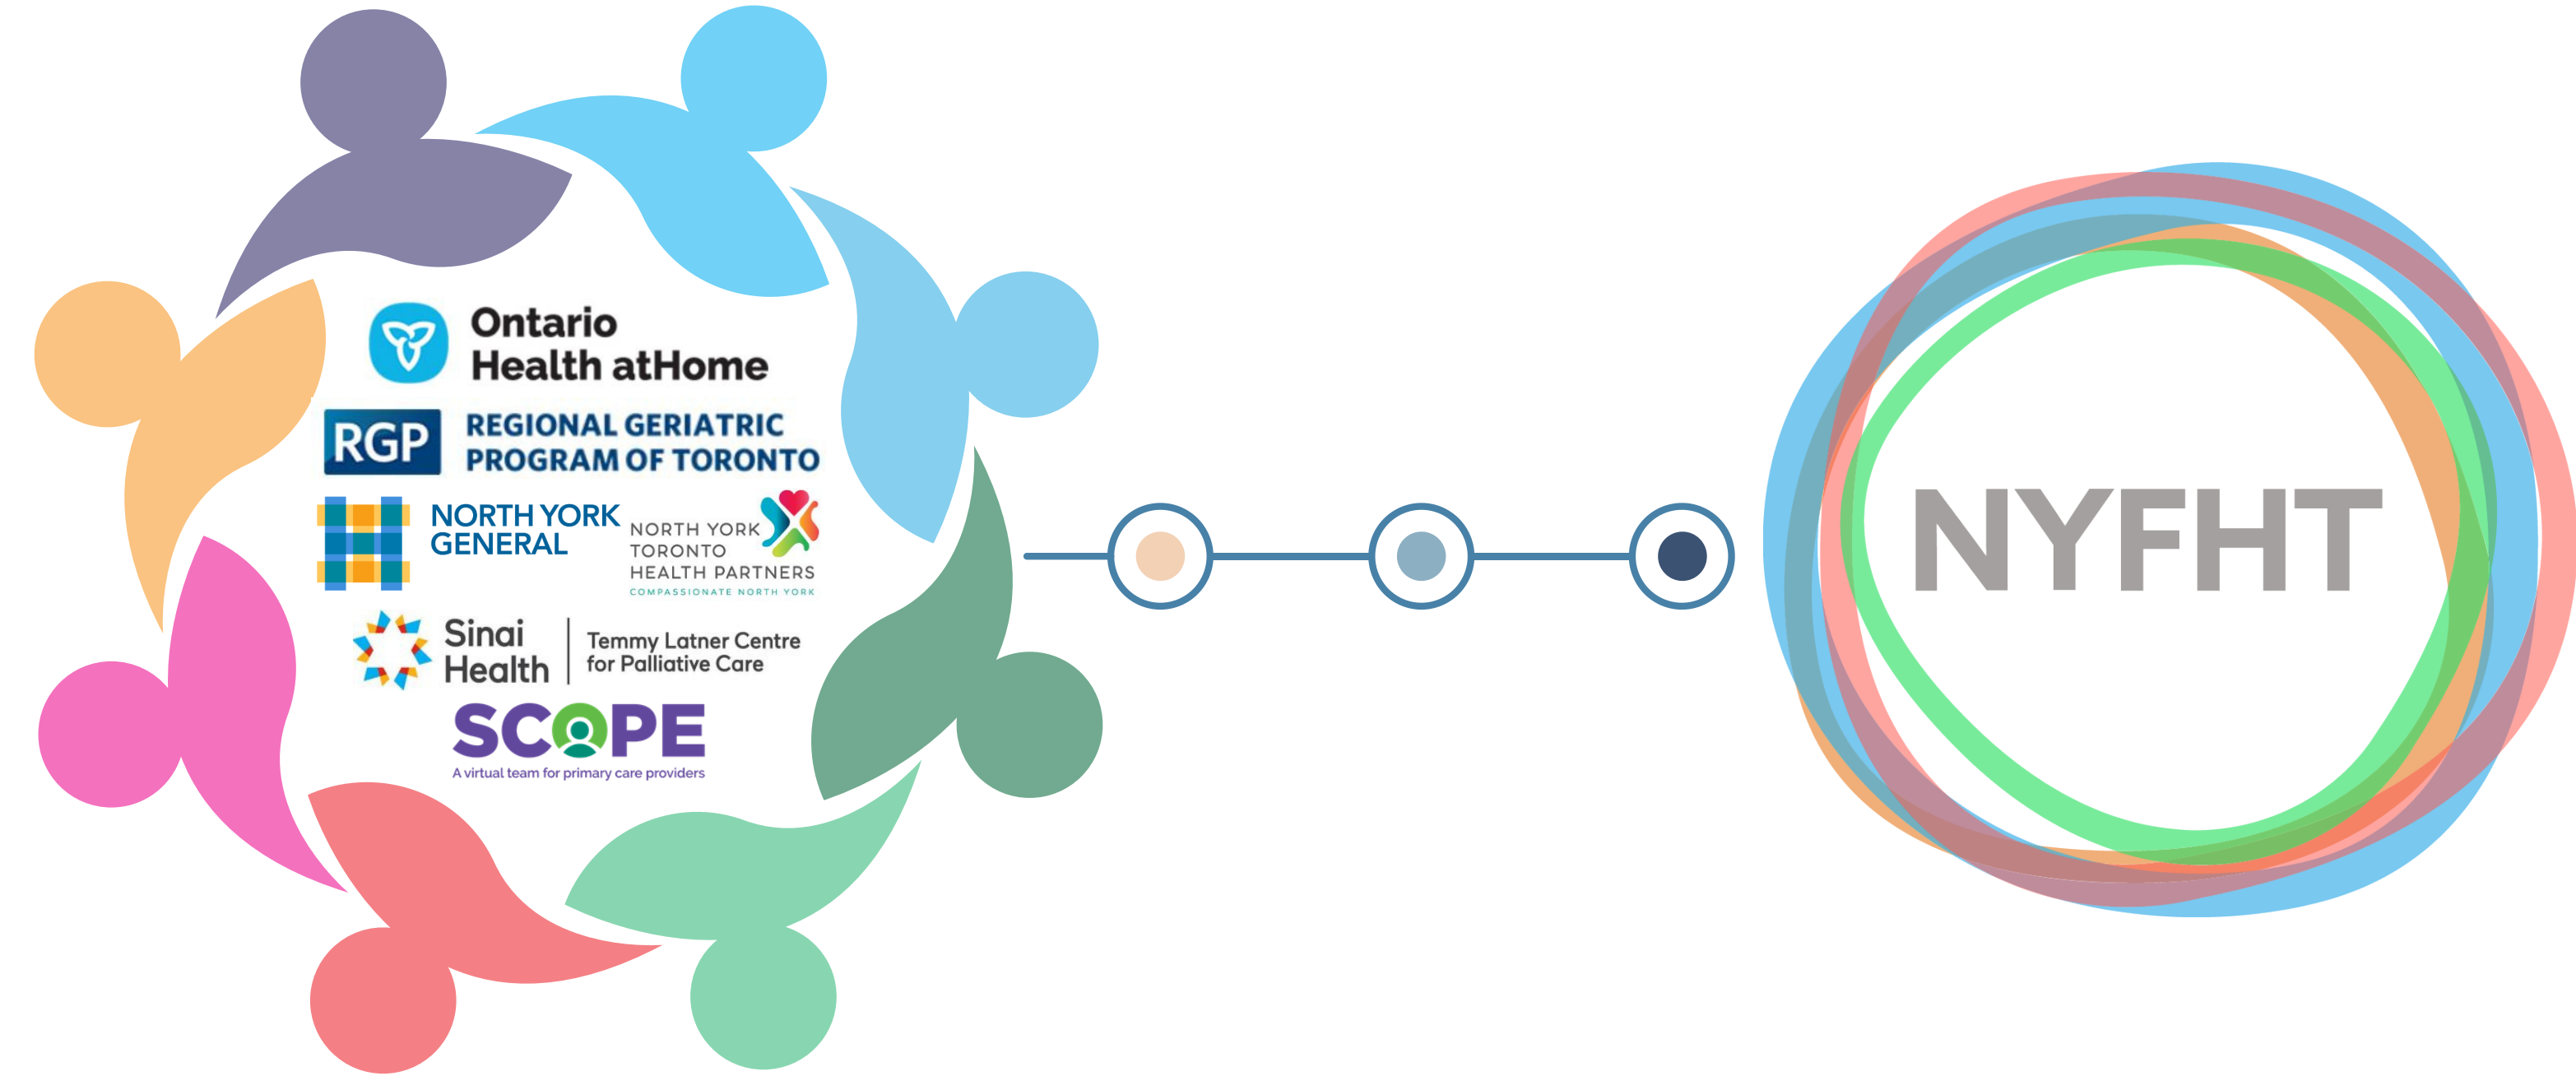 Ontario
Health atHome
RGP
REGIONAL GERIATRIC
PROGRAM OF TORONTO
NORTH YORK
GENERAL
NORTH YORK
TORONTO
HEALTH PARTNERS
COMPASSIONATE NORTH YORK
Sinai
Health
Temmy Latner Centre
for Palliative Care
SCOPE
A virtual team for primary care providers
NYFHT